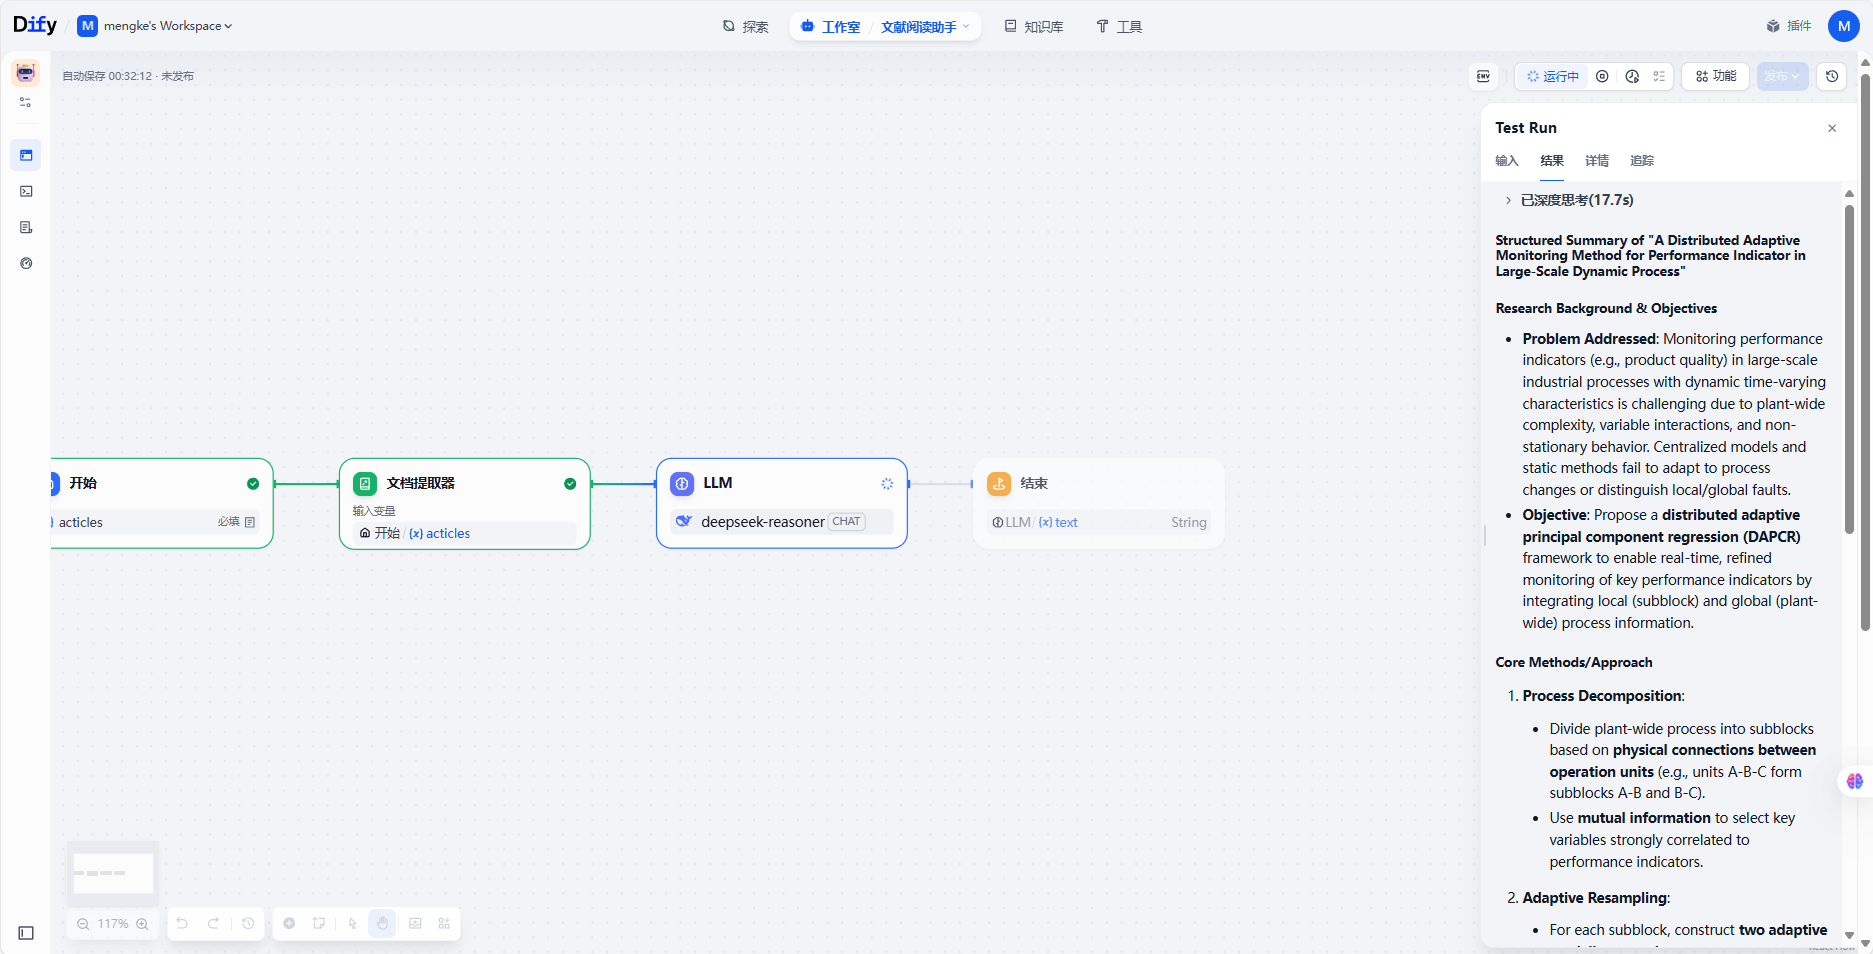 Dify
M
mengke's Workspace
探索
工作室
文献阅读助手
知识库
工具
插件
M
自动保存 00:32:12 · 未发布
ENV
运行中
功能
发布
Test Run
输入
结果
详情
追踪
已深度思考(17.7s)
Structured Summary of "A Distributed Adaptive
Monitoring Method for Performance Indicator in
Large-Scale Dynamic Process"
Research Background & Objectives
Problem Addressed: Monitoring performance
indicators (e.g., product quality) in large-scale
industrial processes with dynamic time-varying
characteristics is challenging due to plant-wide
complexity, variable interactions, and non-
stationary behavior. Centralized models and
static methods fail to adapt to process
changes or distinguish local/global faults.
Objective: Propose a distributed adaptive
principal component regression (DAPCR)
framework to enable real-time, refined
monitoring of key performance indicators by
integrating local (subblock) and global (plant-
wide) process information.
Core Methods/Approach
1. Process Decomposition:
Divide plant-wide process into subblocks
based on physical connections between
operation units (e.g., units A-B-C form
subblocks A-B and B-C).
Use mutual information to select key
variables strongly correlated to
performance indicators.
2. Adaptive Resampling:
For each subblock, construct two adaptive
开始
acticles
必填
文档提取器
输入变量
开始 / (x) acticles
LLM
deepseek-reasoner CHAT
结束
LLM / (x) text
String
117%